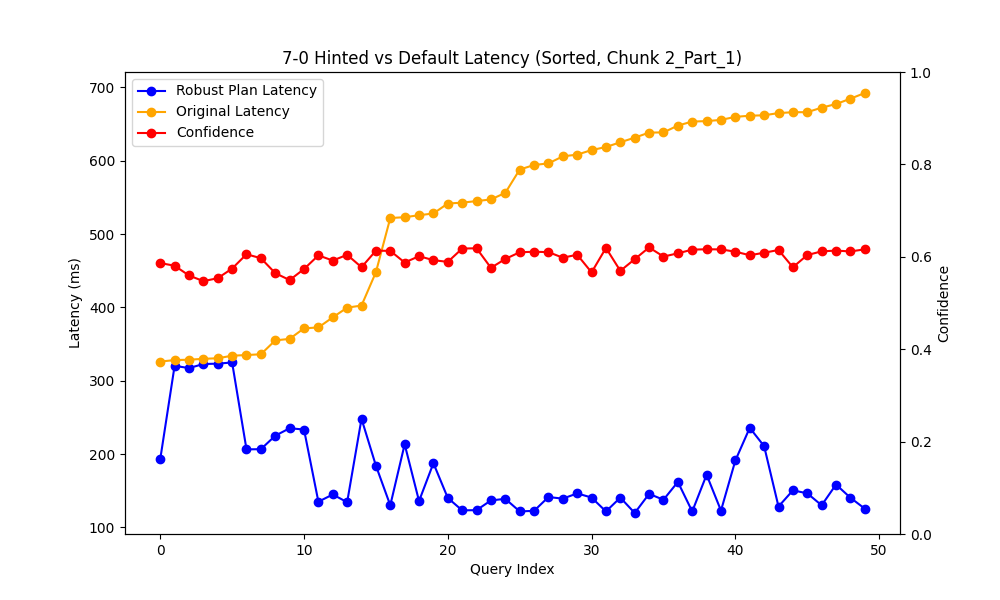 7-0 Hinted vs Default Latency (Sorted, Chunk 2_Part_1)
Robust Plan Latency
Original Latency
Confidence
700
600
500
400
300
200
100
Latency (ms)
1.0
0.8
0.6
0.4
0.2
0.0
Confidence
0 10 20 30 40 50
Query Index